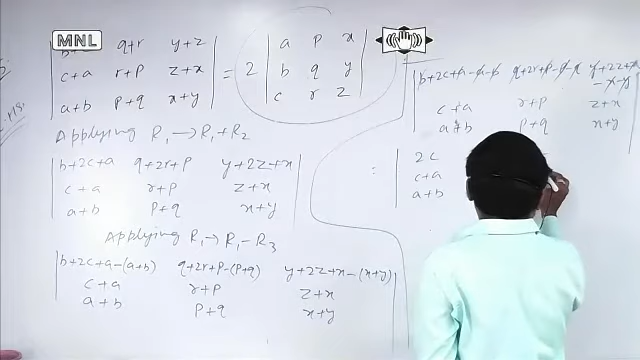 MNL
q+r y+z a p x
c+a r+p z+x = 2 b q y
a+b p+q x+y c r z
Applying R₁→R₁+R₂
b+2c+a q+2r+p y+2z+x
c+a r+p z+x
a+b p+q x+y
Applying R₁→R₁-R₃
b+2c+a-(a+b) q+2r+p-(p+q) y+2z+x-(x+y)
c+a r+p z+x
a+b p+q x+y
b+2c+a-a-b q+2r+p-p-q y+2z+x
-x-y
c+a r+p z+x
a+b p+q x+y
: 2c
c+a
a+b